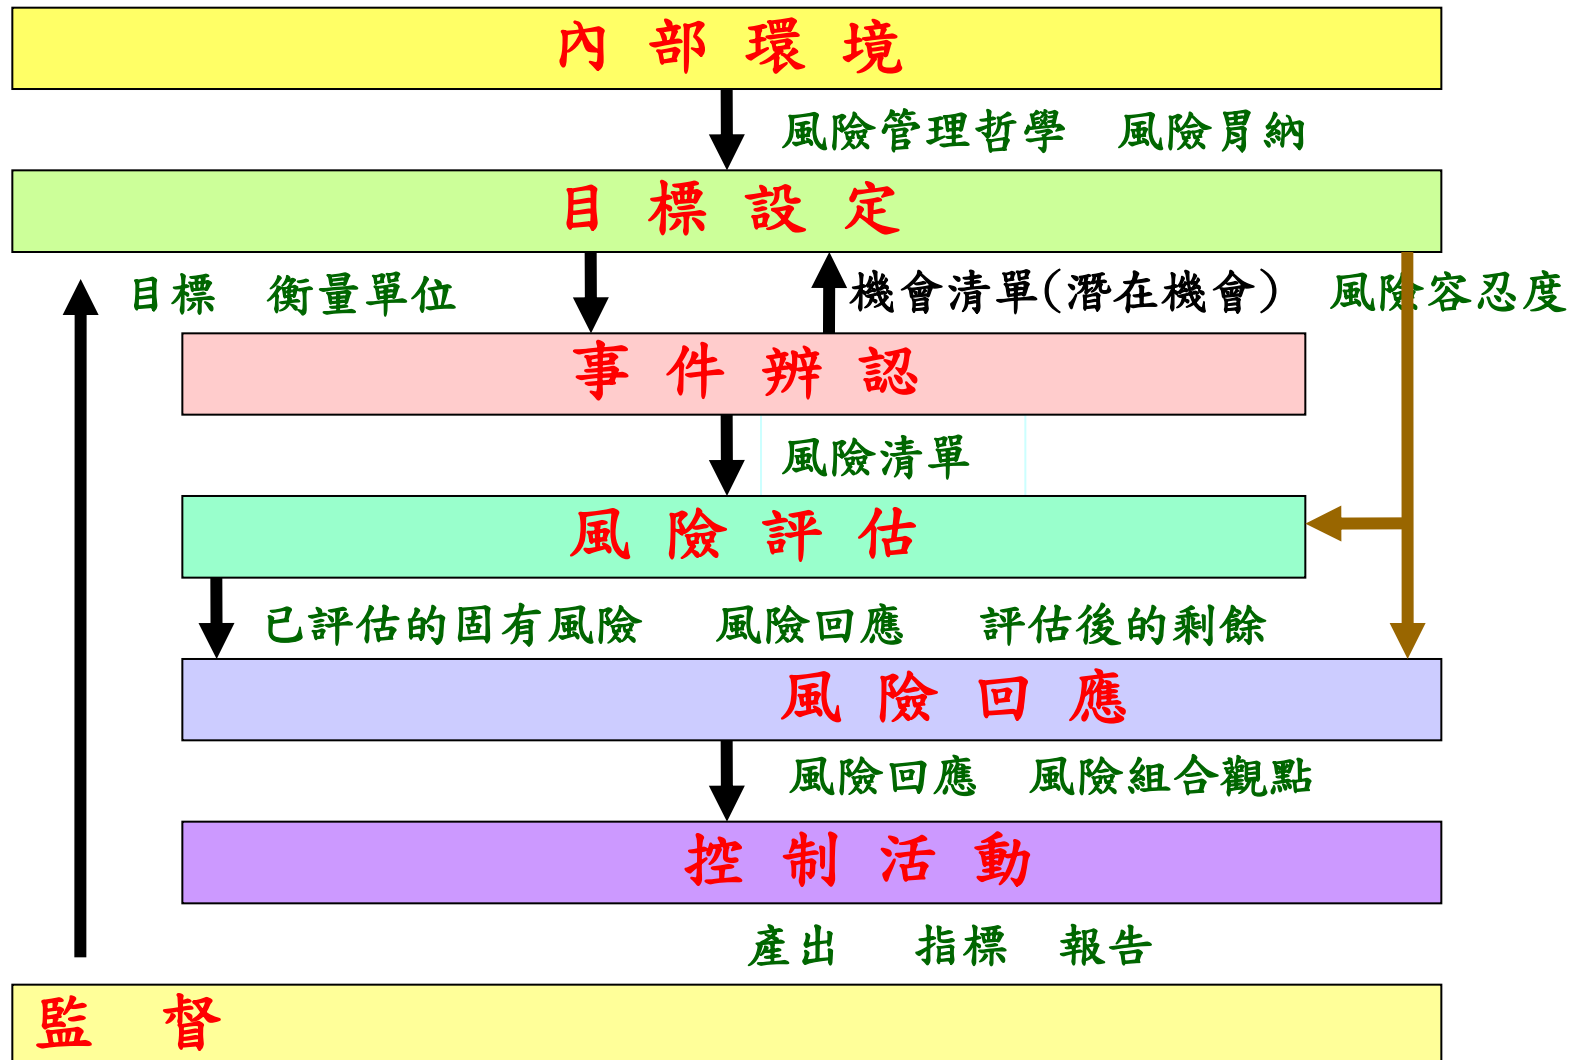 內 部 環 境
風險管理哲學 風險胃納
目 標 設 定
目標 衡量單位 機會清單(潛在機會) 風險容忍度
事 件 辨 認
風險清單
風 險 評 估
已評估的固有風險 風險回應 評估後的剩餘
風 險 回 應
風險回應 風險組合觀點
控 制 活 動
產出 指標 報告
監 督